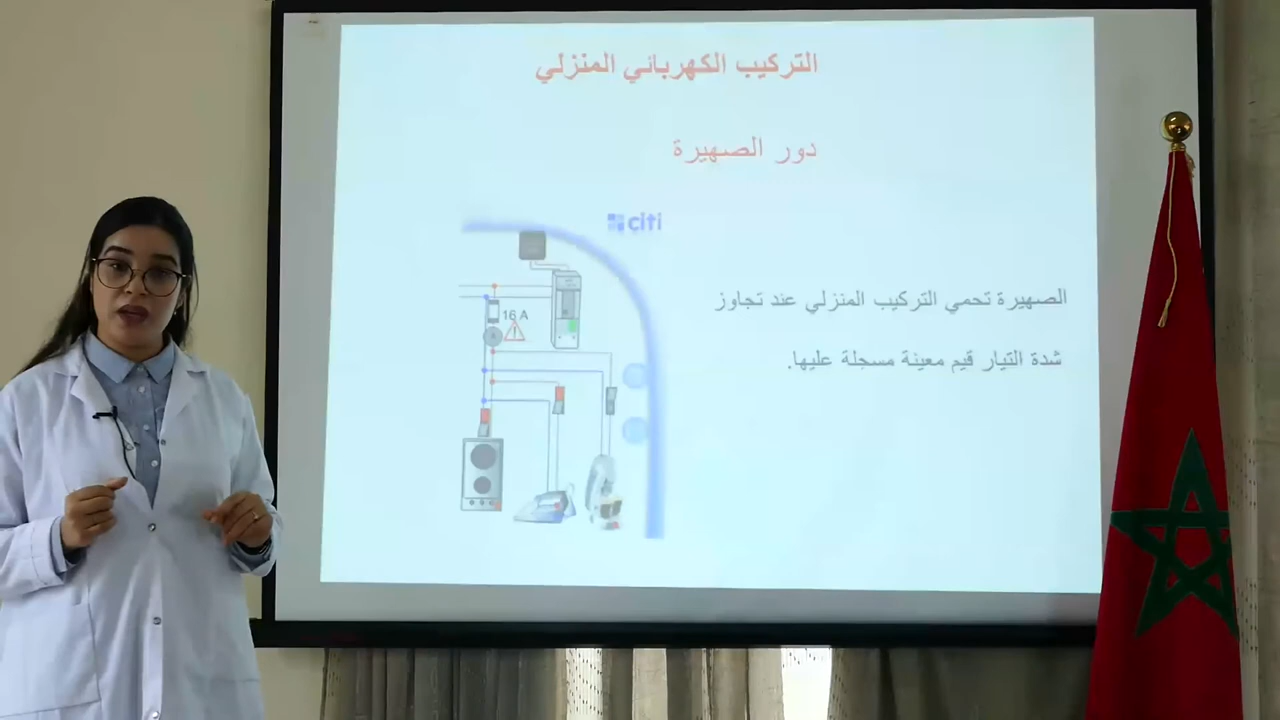 التركيب الكهربائي المنزلي
دور الصهيرة
citi
16 A
الصهيرة تحمي التركيب المنزلي عند تجاوز
شدة التيار قيم معينة مسجلة عليها.